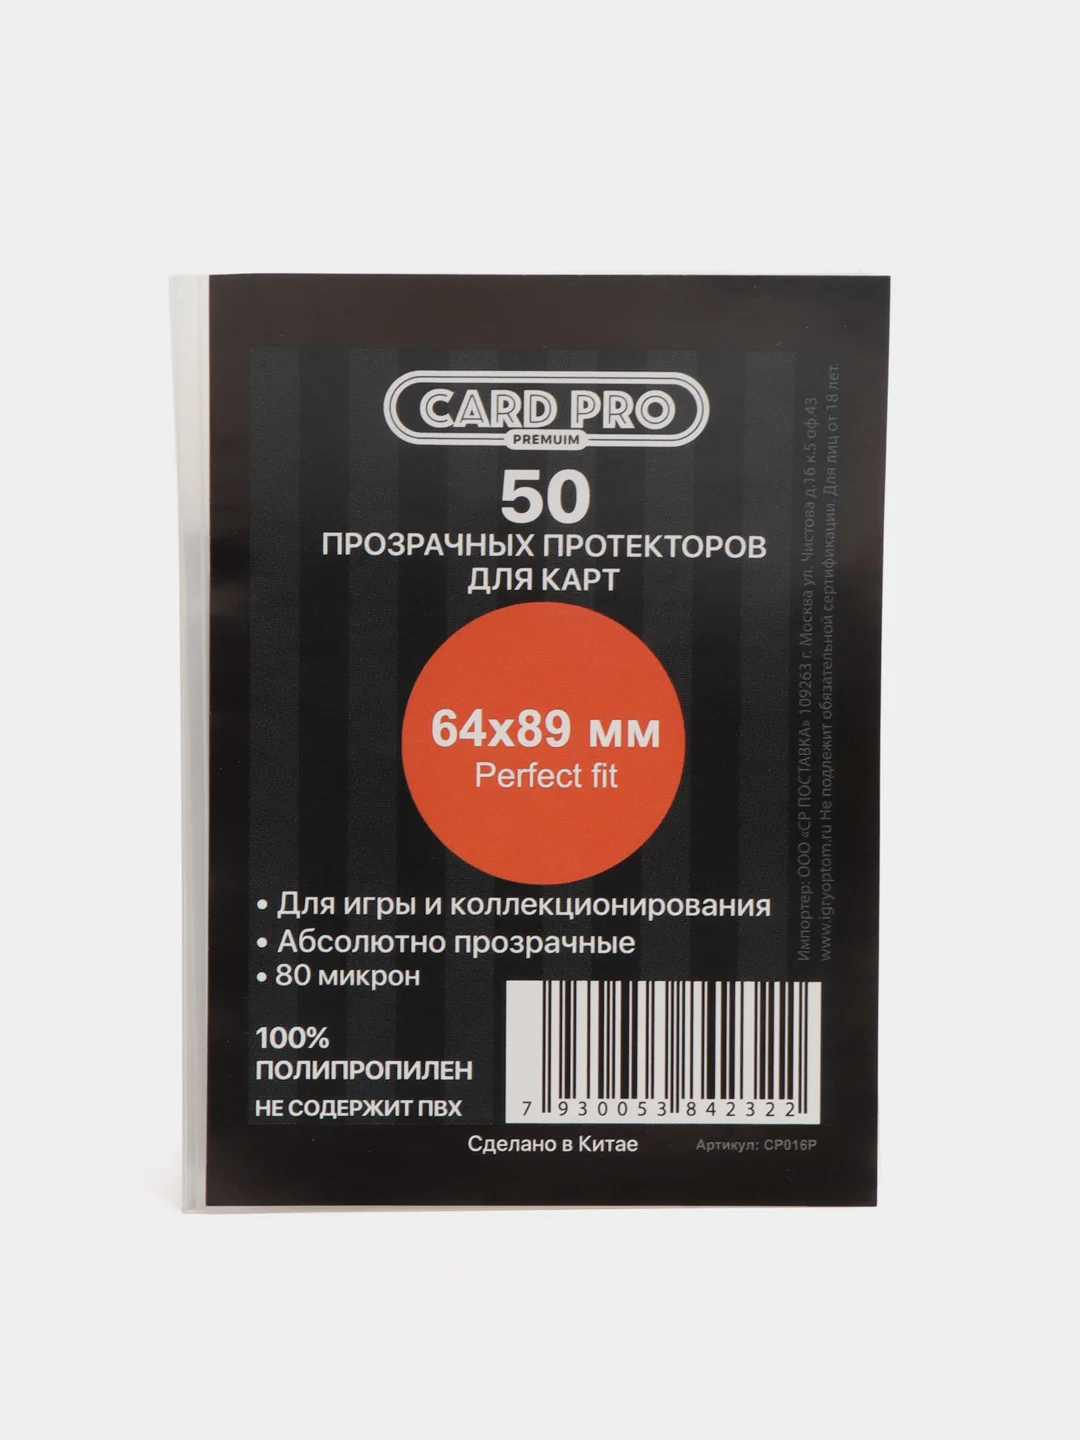 CARD PRO
PREMUIM
50
ПРОЗРАЧНЫХ ПРОТЕКТОРОВ
ДЛЯ КАРТ
64х89 мм
Perfect fit
• Для игры и коллекционирования
• Абсолютно прозрачные
• 80 микрон
100%
ПОЛИПРОПИЛЕН
НЕ СОДЕРЖИТ ПВХ
7 930053 842322
Сделано в Китае
Артикул: CP016P
Импортер: ООО «СР ПОСТАВКА» 109263 г. Москва ул. Чистова д.16 к.5 оф.43
www.igryoptom.ru Не подлежит обязательной сертификации. Для лиц от 18 лет.